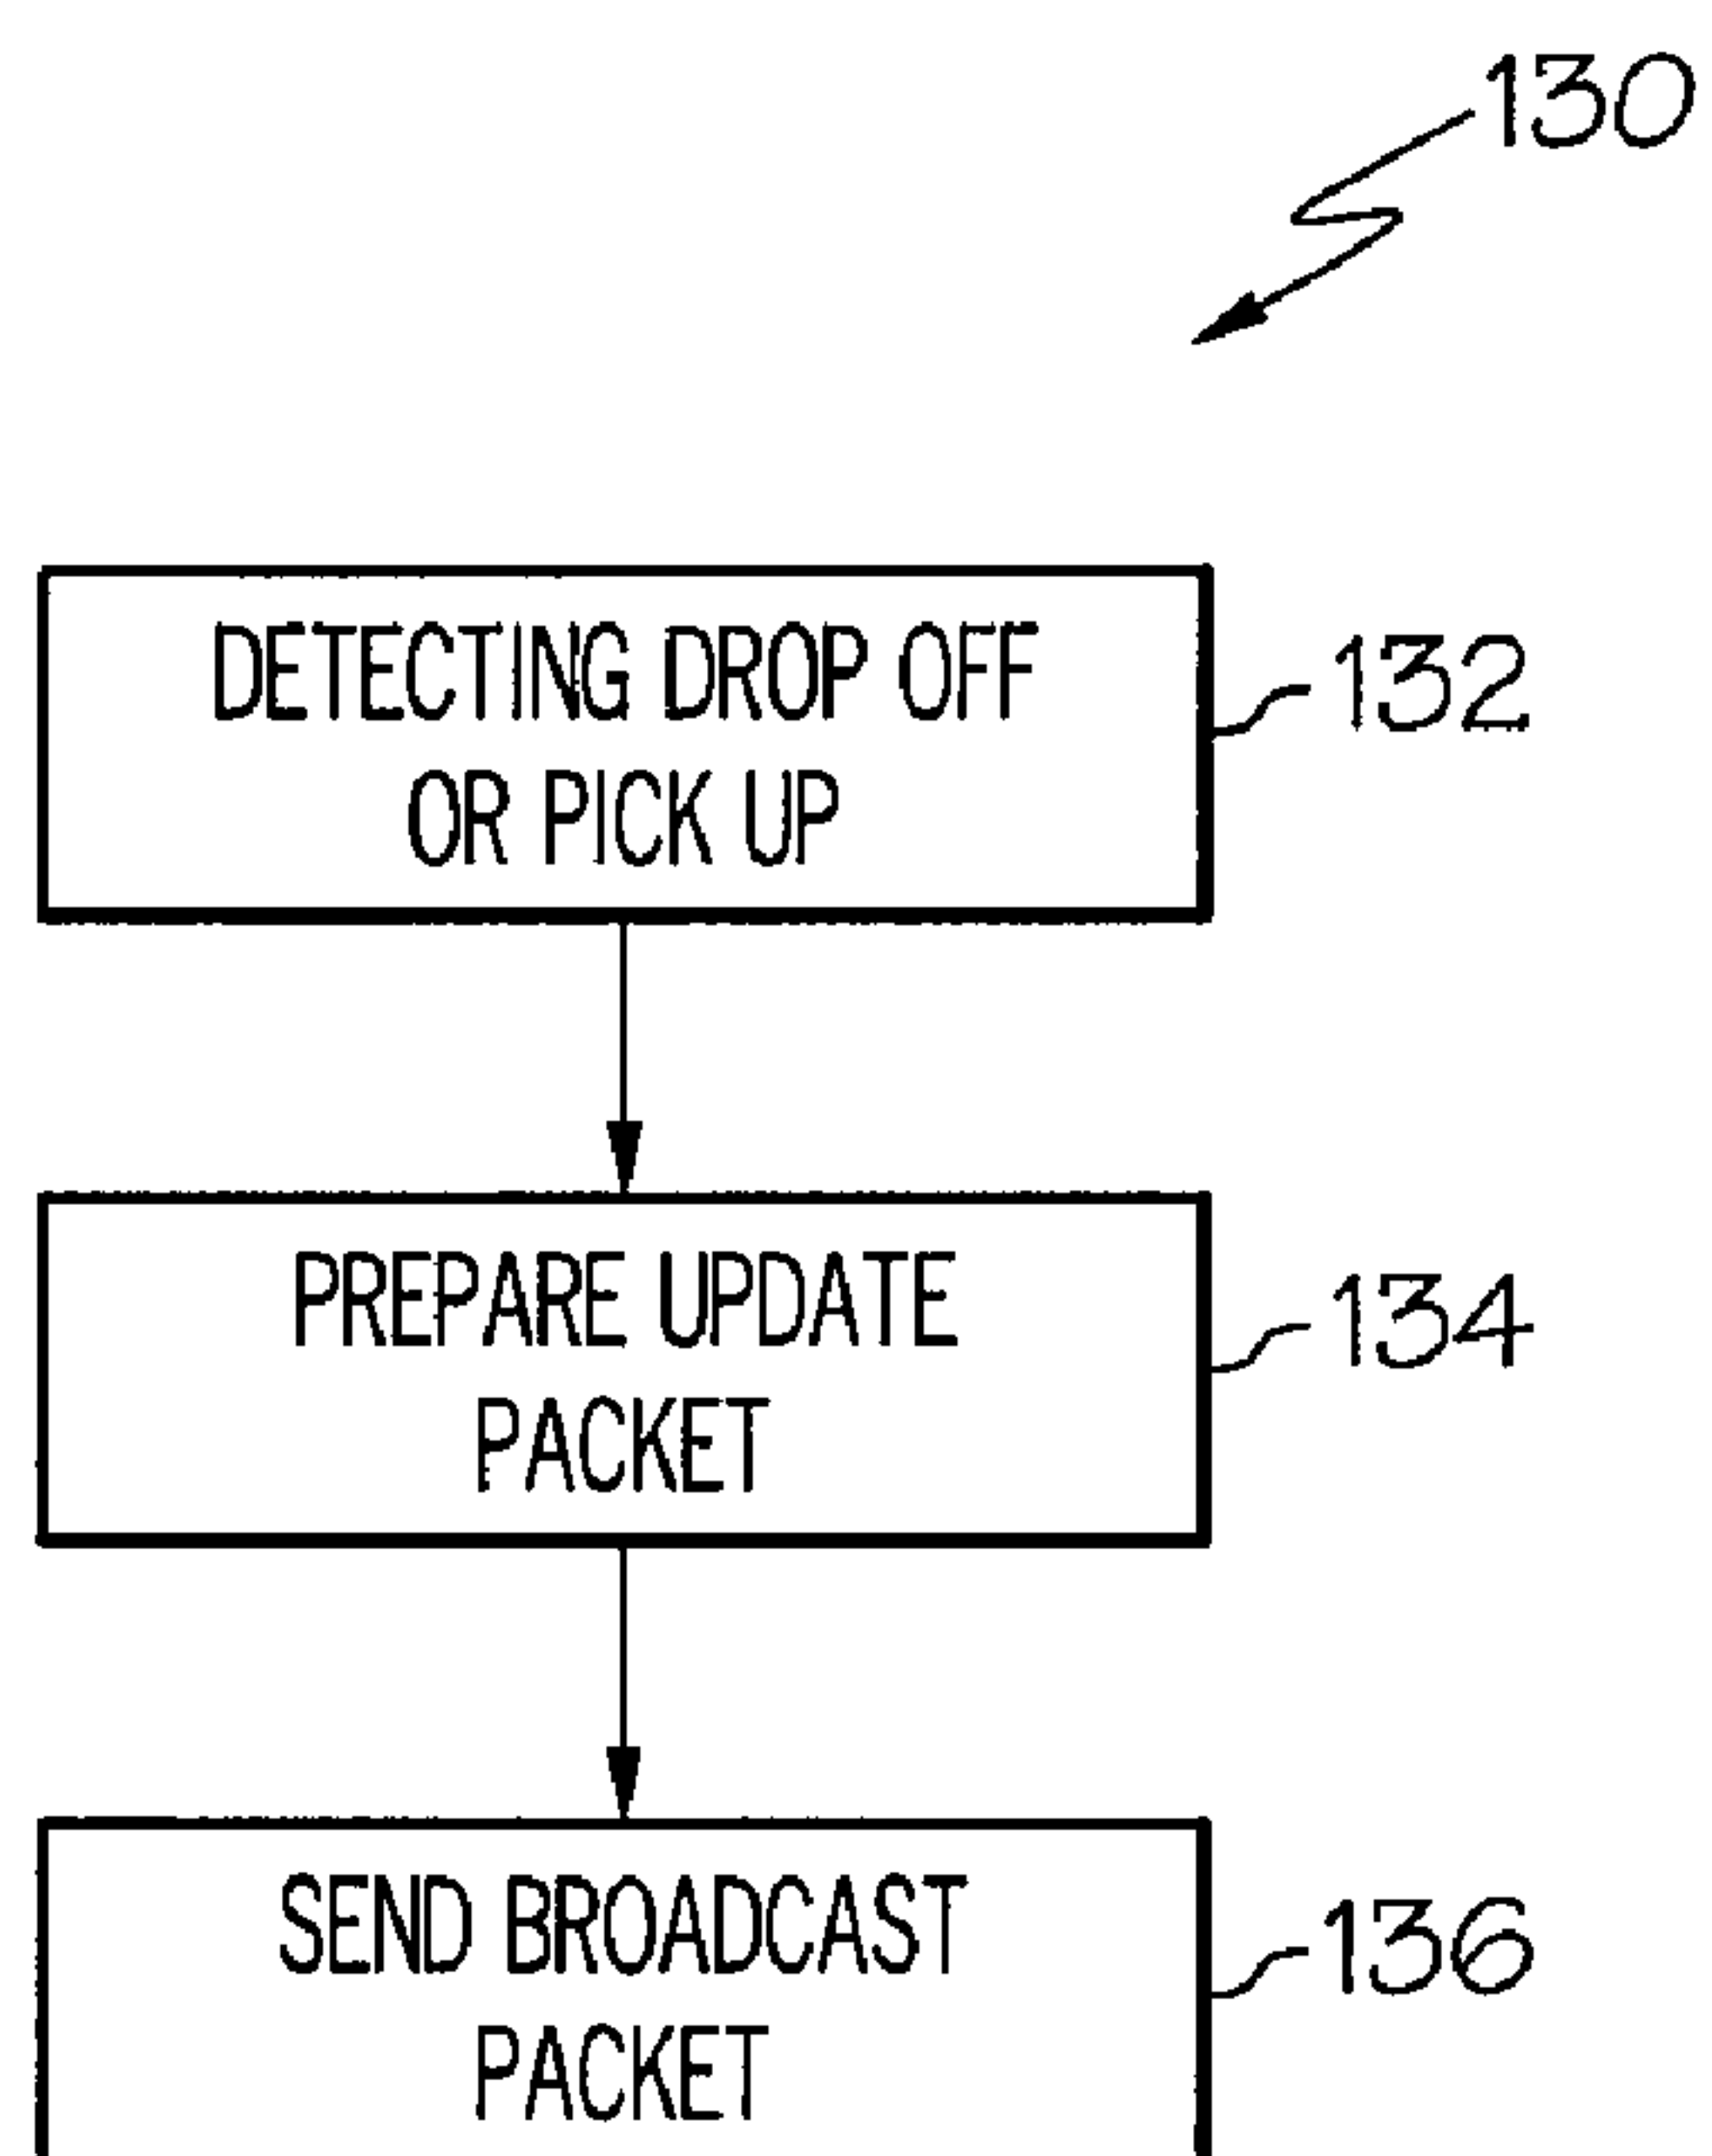 130
DETECTING DROP OFF
OR PICK UP
132
PREPARE UPDATE
PACKET
134
SEND BROADCAST
PACKET
136